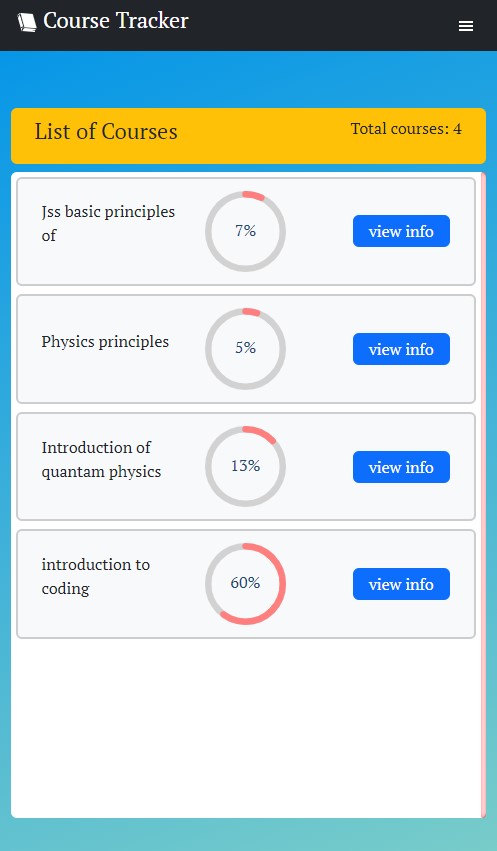 Course Tracker
List of Courses
Total courses: 4
Jss basic principles
of
7%
view info
Physics principles
5%
view info
Introduction of
quantam physics
13%
view info
introduction to
coding
60%
view info